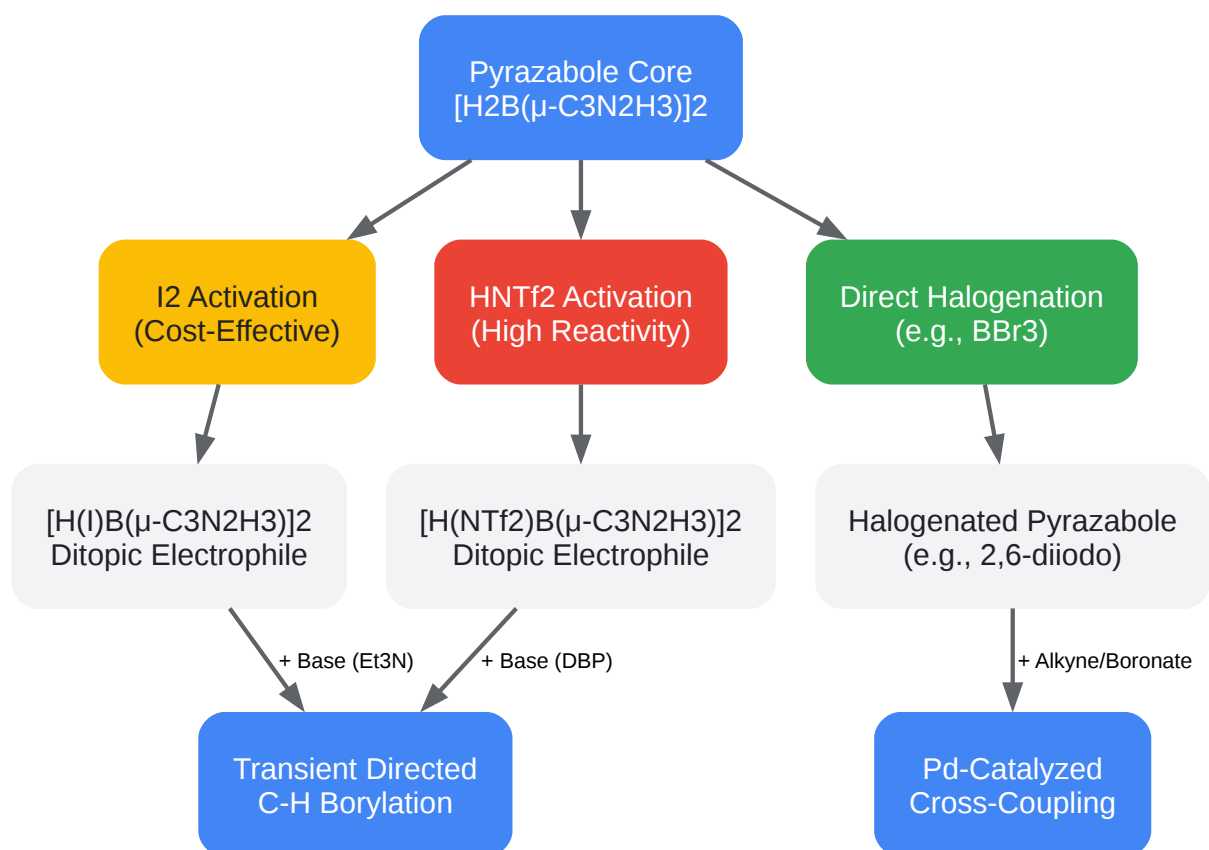 Pyrazabole Core
[H2B(μ-C3N2H3)]2
I2 Activation
(Cost-Effective)
HNTf2 Activation
(High Reactivity)
Direct Halogenation
(e.g., BBr3)
[H(I)B(μ-C3N2H3)]2
Ditopic Electrophile
[H(NTf2)B(μ-C3N2H3)]2
Ditopic Electrophile
Halogenated Pyrazabole
(e.g., 2,6-diiodo)
+ Base (Et3N)
+ Base (DBP)
+ Alkyne/Boronate
Transient Directed
C-H Borylation
Pd-Catalyzed
Cross-Coupling